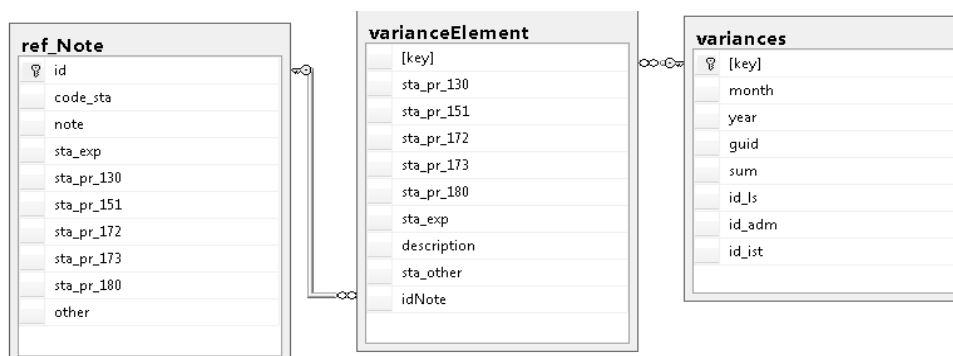 ref_Note
id
code_sta
note
sta_exp
sta_pr_130
sta_pr_151
sta_pr_172
sta_pr_173
sta_pr_180
other
varianceElement
[key]
sta_pr_130
sta_pr_151
sta_pr_172
sta_pr_173
sta_pr_180
sta_exp
description
sta_other
idNote
variances
[key]
month
year
guid
sum
id_ls
id_adm
id_ist